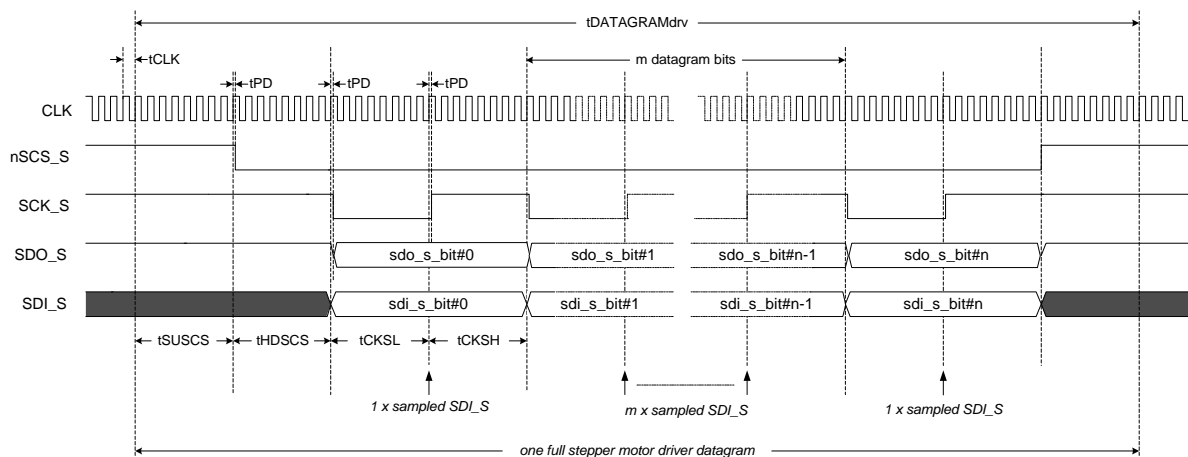 tDATAGRAMdrv
tCLK
m datagram bits
tPD tPD tPD
CLK
nSCS_S
SCK_S
SDO_S sdo_s_bit#0 sdo_s_bit#1 sdo_s_bit#n-1 sdo_s_bit#n
SDI_S sdi_s_bit#0 sdi_s_bit#1 sdi_s_bit#n-1 sdi_s_bit#n
tSUSCS tHDSCS tCKSL tCKSH
1 x sampled SDI_S m x sampled SDI_S 1 x sampled SDI_S
one full stepper motor driver datagram